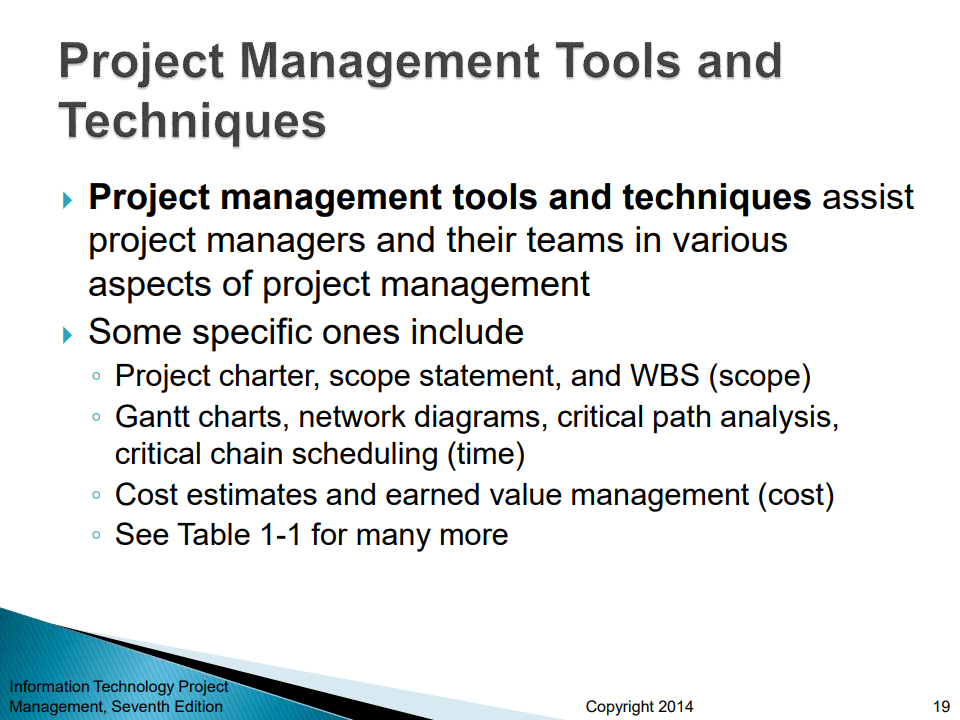 Project Management Tools and
Techniques
Project management tools and techniques assist
project managers and their teams in various
aspects of project management
Some specific ones include
Project charter, scope statement, and WBS (scope)
Gantt charts, network diagrams, critical path analysis,
critical chain scheduling (time)
Cost estimates and earned value management (cost)
See Table 1-1 for many more
Information Technology Project
Management, Seventh Edition
Copyright 2014
19